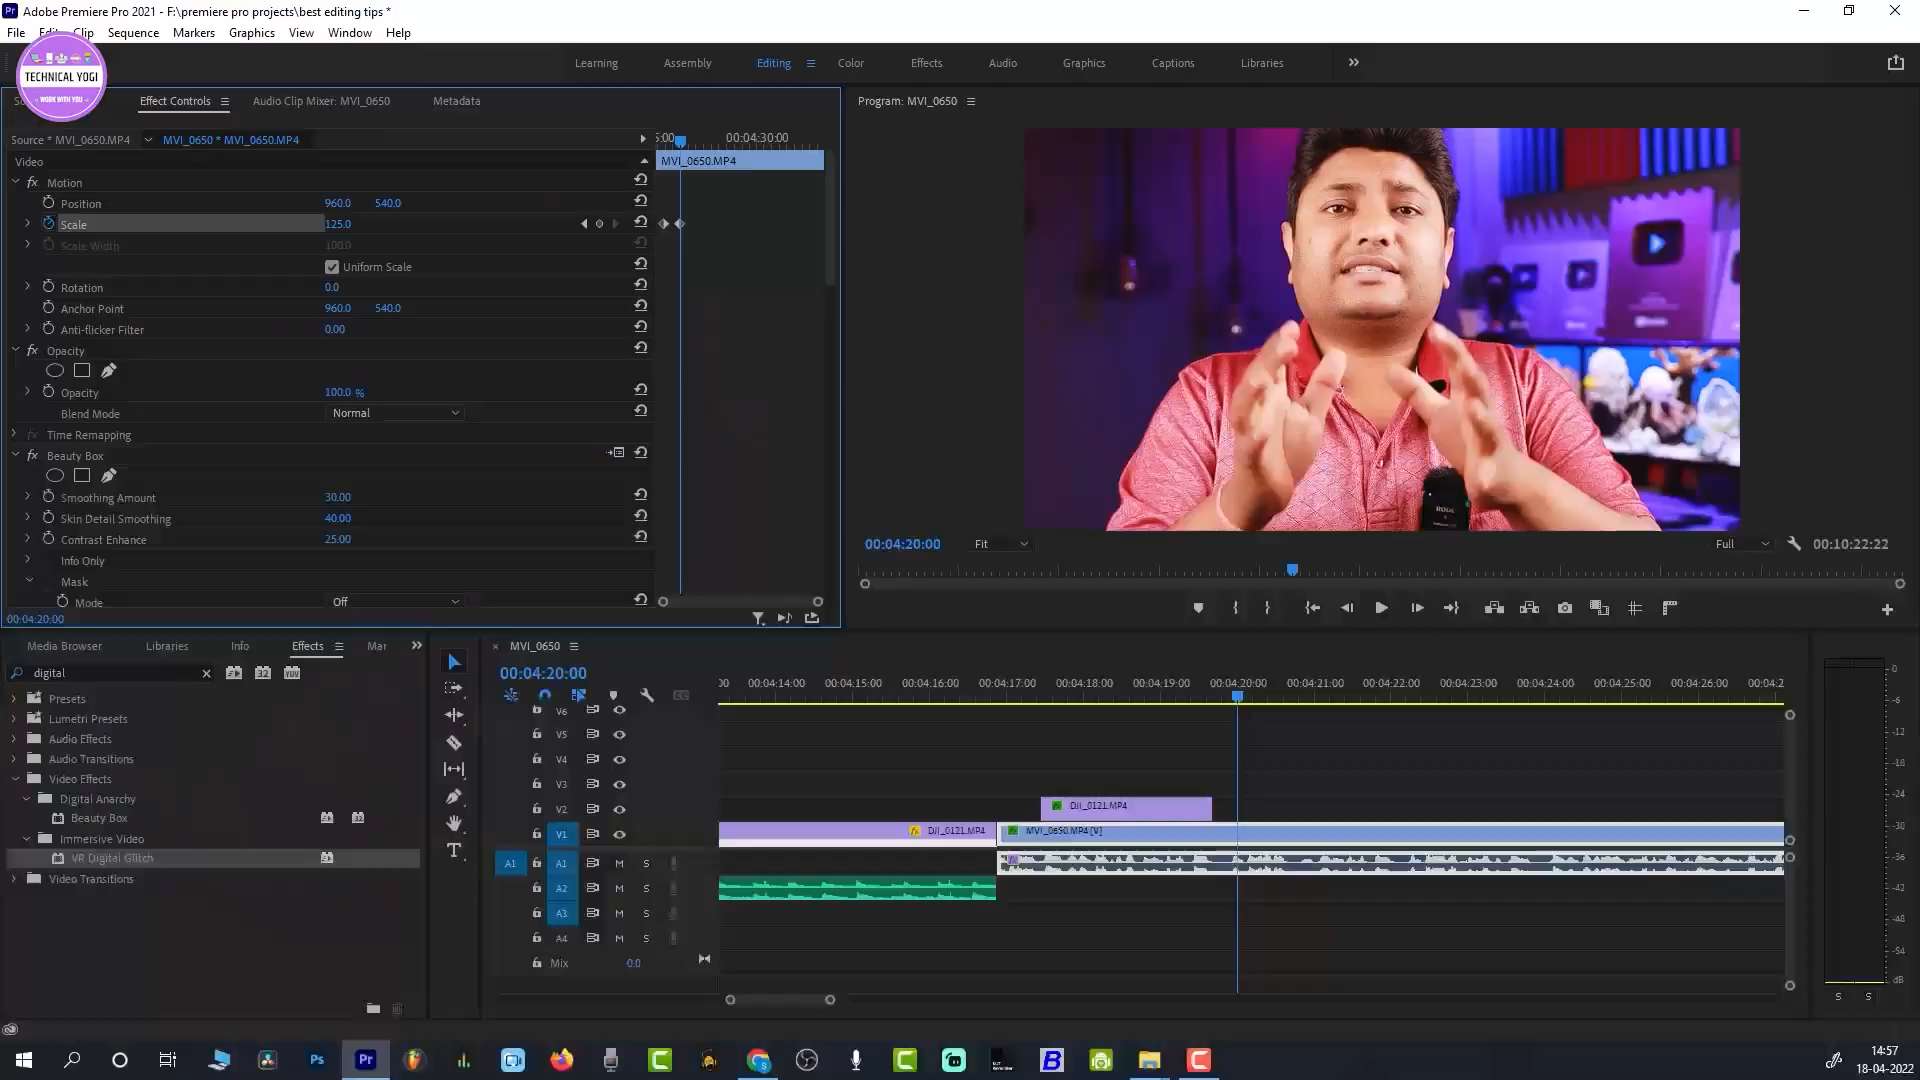 Adobe Premiere Pro 2021 - F:\premiere pro projects\best editing tips *
File Edit Clip Sequence Markers Graphics View Window Help
TECHNICAL YOGI
WORK WITH YOU
Learning Assembly Editing Color Effects Audio Graphics Captions Libraries
Effect Controls Audio Clip Mixer: MVI_0650 Metadata
Program: MVI_0650
Source * MVI_0650.MP4 MVI_0650 * MVI_0650.MP4
5:00 00:04:30:00
Video MVI_0650.MP4
fx Motion
Position 960.0 540.0
Scale 125.0
Scale Width 100.0
Uniform Scale
Rotation 0.0
Anchor Point 960.0 540.0
Anti-flicker Filter 0.00
fx Opacity
Opacity 100.0 %
Blend Mode Normal
fx Time Remapping
fx Beauty Box
Smoothing Amount 30.00
Skin Detail Smoothing 40.00
Contrast Enhance 25.00
Info Only
Mask
Mode Off
00:04:20:00
RODE
00:04:20:00 Fit Full 00:10:22:22
Media Browser Libraries Info Effects Mar
digital
32 YUV
Presets
Lumetri Presets
Audio Effects
Audio Transitions
Video Effects
Digital Anarchy
Beauty Box
Immersive Video
VR Digital Glitch
Video Transitions
MVI_0650
00:04:20:00
00 00:04:14:00 00:04:15:00 00:04:16:00 00:04:17:00 00:04:18:00 00:04:19:00 00:04:20:00 00:04:21:00 00:04:22:00 00:04:23:00 00:04:24:00 00:04:25:00 00:04:26:00 00:04:2
V6
V5
V4
V3
V2 DJI_0121.MP4
V1 fx DJI_0121.MP4 MVI_0650.MP4 [V]
A1 A1 M S
A2 M S
A3 M S
A4 M S
Mix 0.0
0
-6
-12
-18
-24
-30
-36
-42
-48
-54
dB
S S
Ps Pr
14:57
18-04-2022